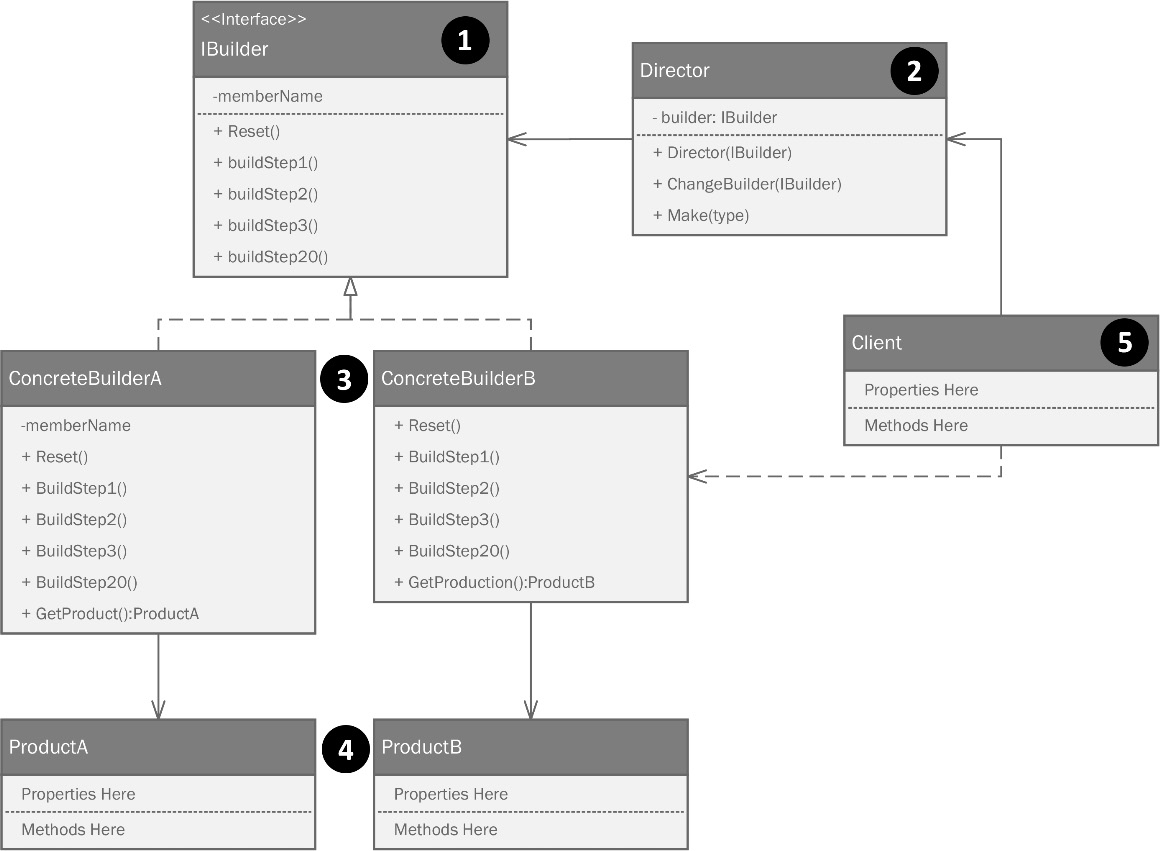 <<Interface>>
IBuilder
1
-memberName
+ Reset()
+ buildStep1()
+ buildStep2()
+ buildStep3()
+ buildStep20()
Director
2
- builder: IBuilder
+ Director(IBuilder)
+ ChangeBuilder(IBuilder)
+ Make(type)
Client
5
Properties Here
Methods Here
ConcreteBuilderA
3
-memberName
+ Reset()
+ BuildStep1()
+ BuildStep2()
+ BuildStep3()
+ BuildStep20()
+ GetProduct():ProductA
ConcreteBuilderB
+ Reset()
+ BuildStep1()
+ BuildStep2()
+ BuildStep3()
+ BuildStep20()
+ GetProduction():ProductB
ProductA
4
Properties Here
Methods Here
ProductB
Properties Here
Methods Here